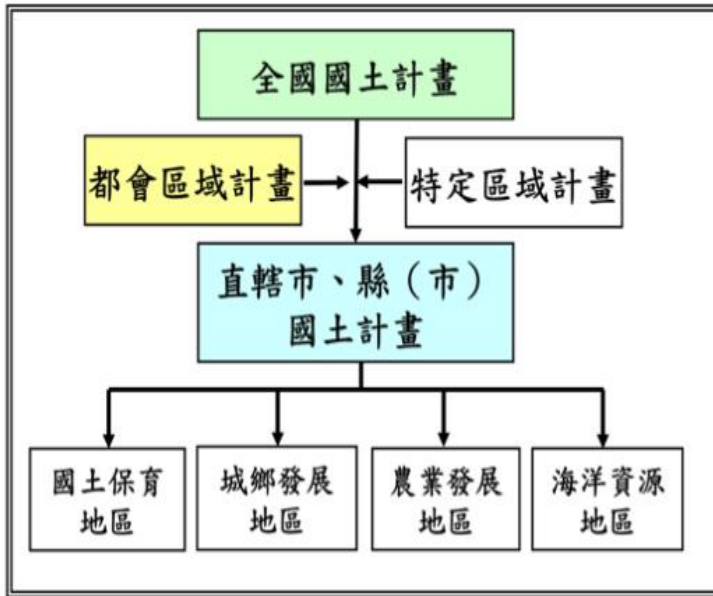 全國國土計畫
都會區域計畫
特定區域計畫
直轄市、縣（市）
國土計畫
國土保育
地區
城鄉發展
地區
農業發展
地區
海洋資源
地區